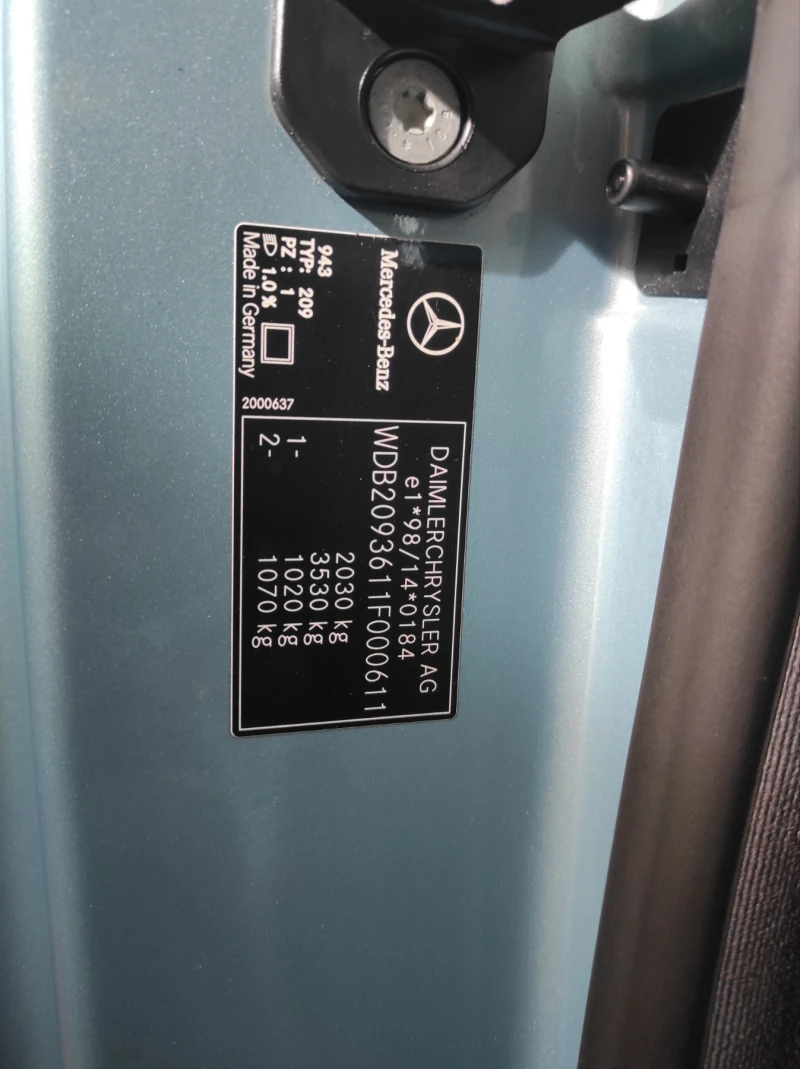 Mercedes-Benz
943
TYP: 209
PZ : 1
1.0 %
Made in Germany
2000637
DAIMLERCHRYSLER AG
e1*98/14*0184
WDB2093611F000611
2030 kg
3530 kg
1- 1020 kg
2- 1070 kg